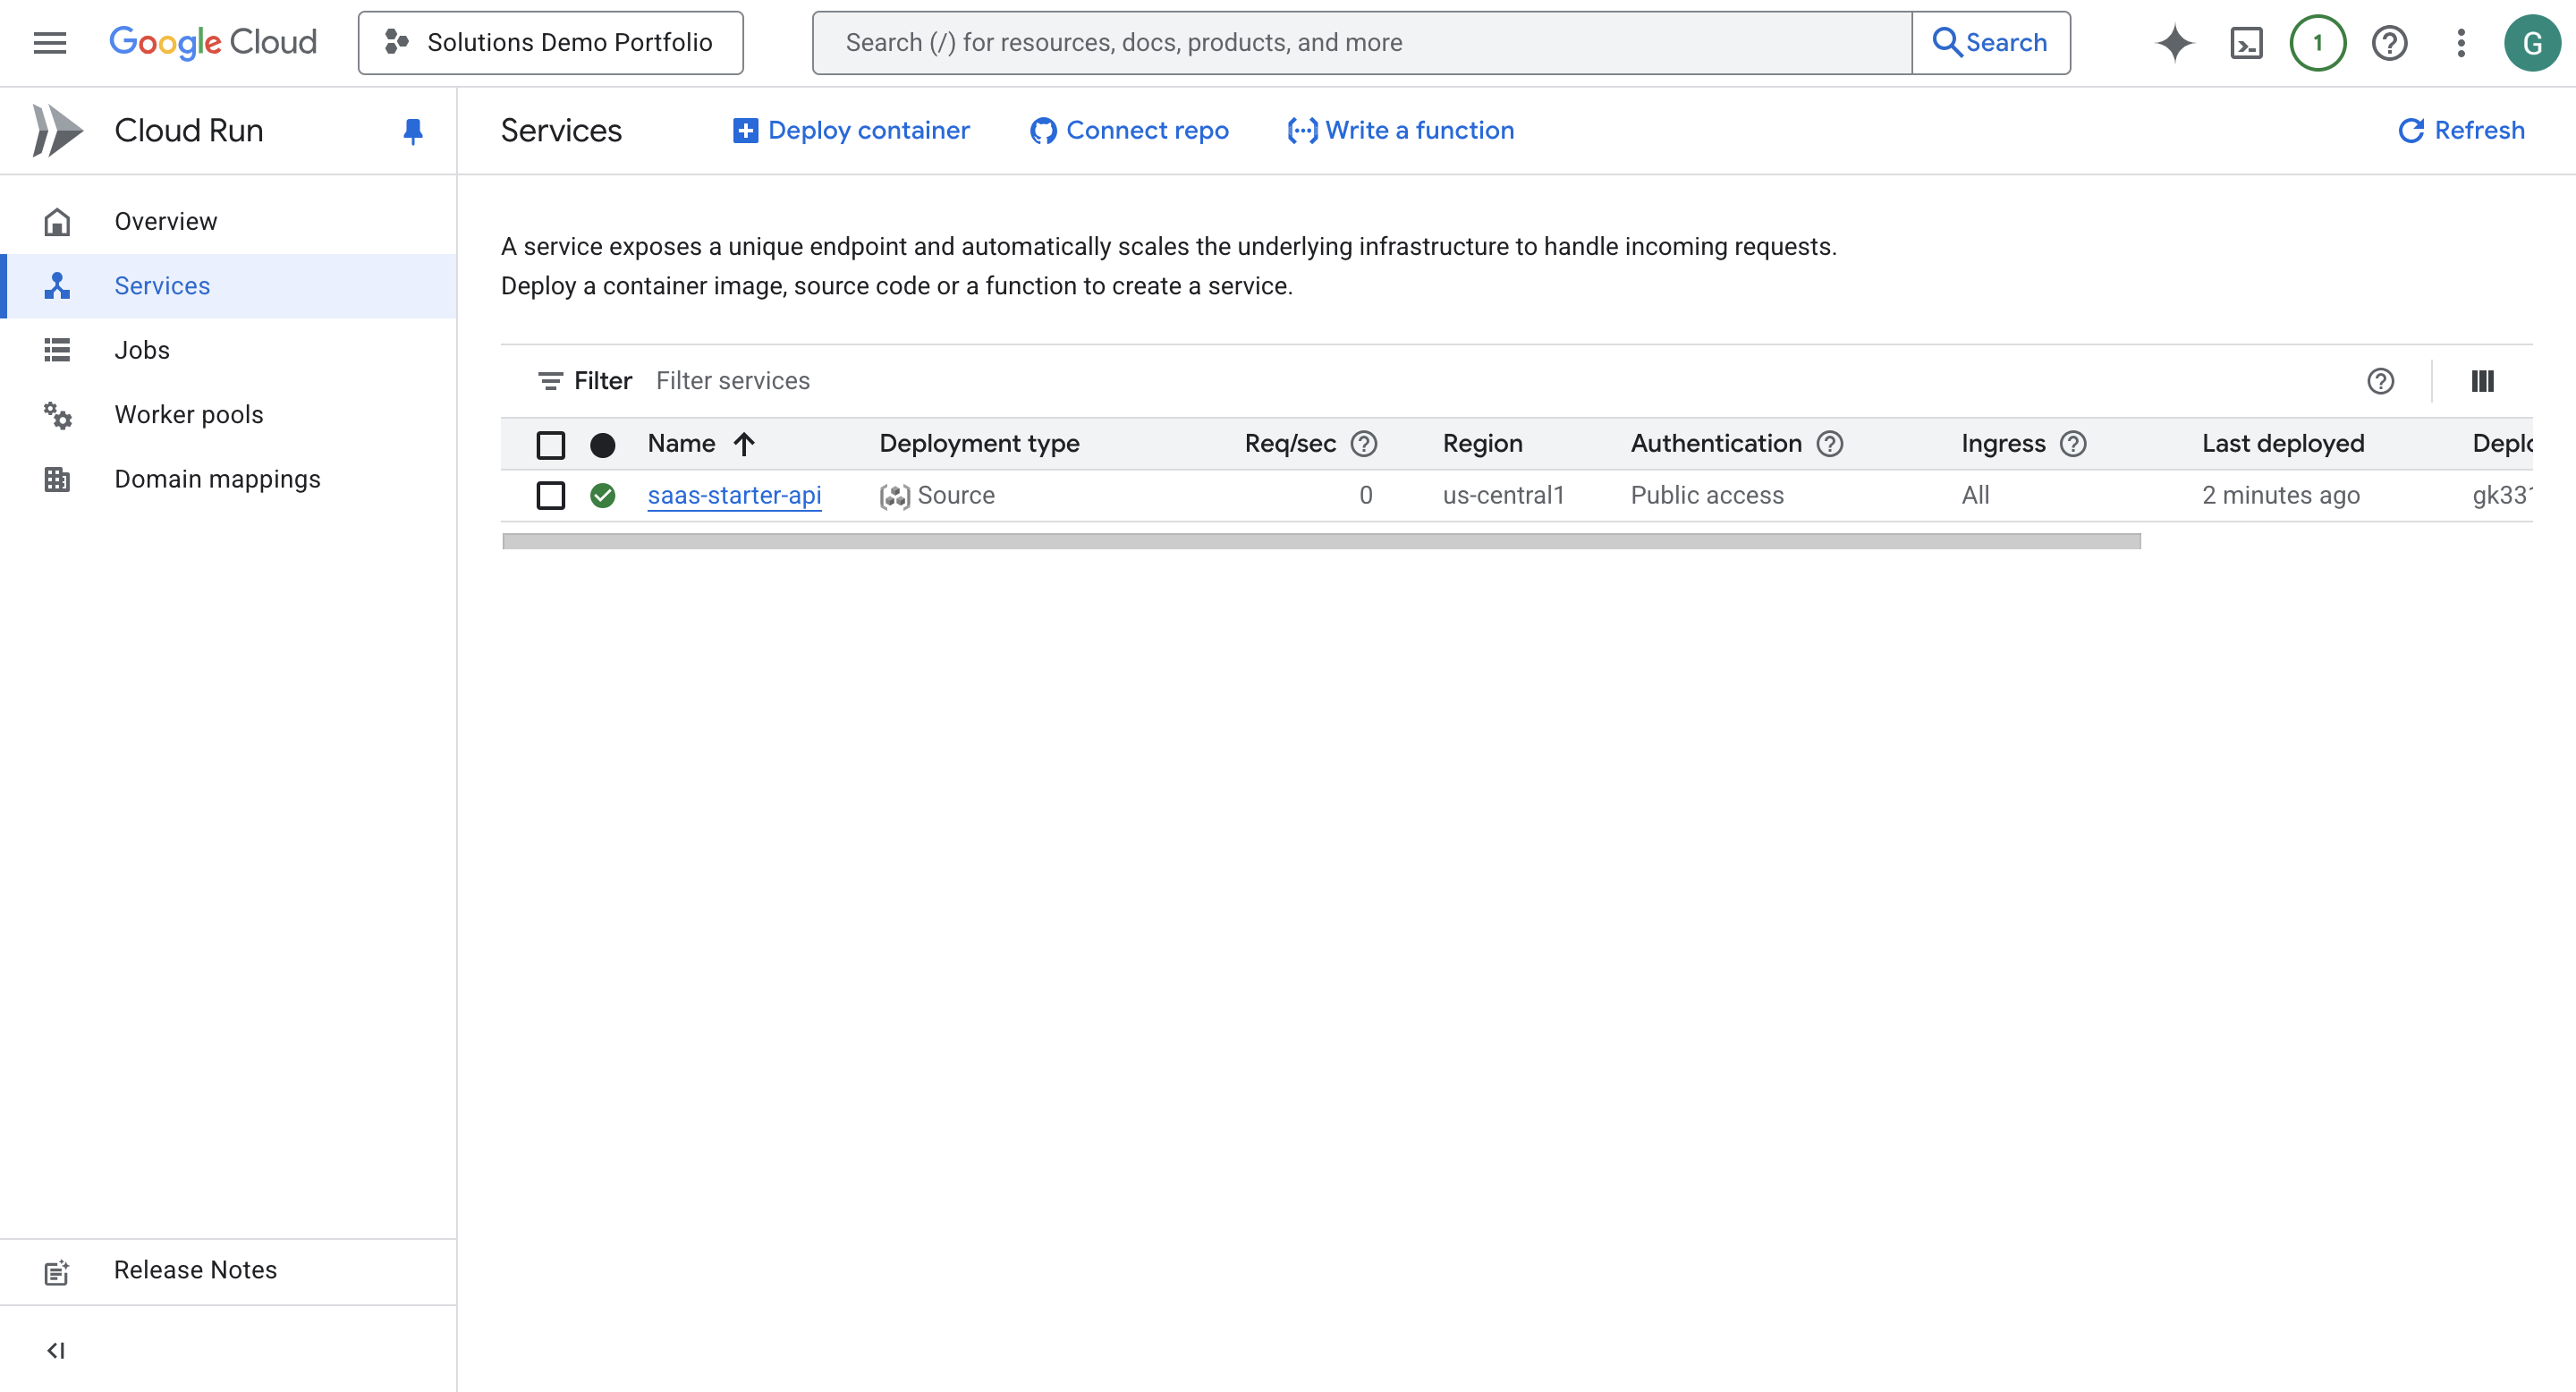 Google Cloud
Solutions Demo Portfolio
Search (/) for resources, docs, products, and more
Search
1
G
Cloud Run
Services
Deploy container
Connect repo
Write a function
Refresh
Overview
Services
Jobs
Worker pools
Domain mappings
A service exposes a unique endpoint and automatically scales the underlying infrastructure to handle incoming requests.
Deploy a container image, source code or a function to create a service.
Filter Filter services
Name Deployment type Req/sec Region Authentication Ingress Last deployed
saas-starter-api Source 0 us-central1 Public access All 2 minutes ago
Release Notes